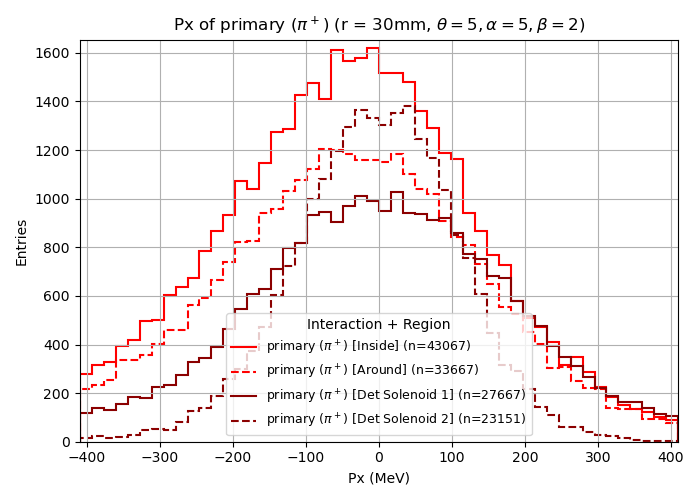 Px of primary (π⁺) (r = 30mm, θ = 5, α = 5, β = 2)
1600
1400
1200
1000
800
600
400
200
0
Entries
Interaction + Region
primary (π⁺) [Inside] (n=43067)
primary (π⁺) [Around] (n=33667)
primary (π⁺) [Det Solenoid 1] (n=27667)
primary (π⁺) [Det Solenoid 2] (n=23151)
−400 −300 −200 −100 0 100 200 300 400
Px (MeV)